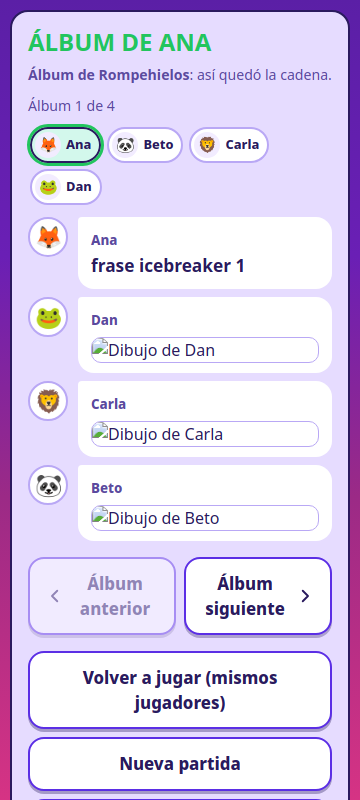 ÁLBUM DE ANA
Álbum de Rompehielos: así quedó la cadena.
Álbum 1 de 4
Ana
Beto
Carla
Dan
Ana
frase icebreaker 1
Dan
Dibujo de Dan
Carla
Dibujo de Carla
Beto
Dibujo de Beto
Álbum
anterior
Álbum
siguiente
Volver a jugar (mismos
jugadores)
Nueva partida